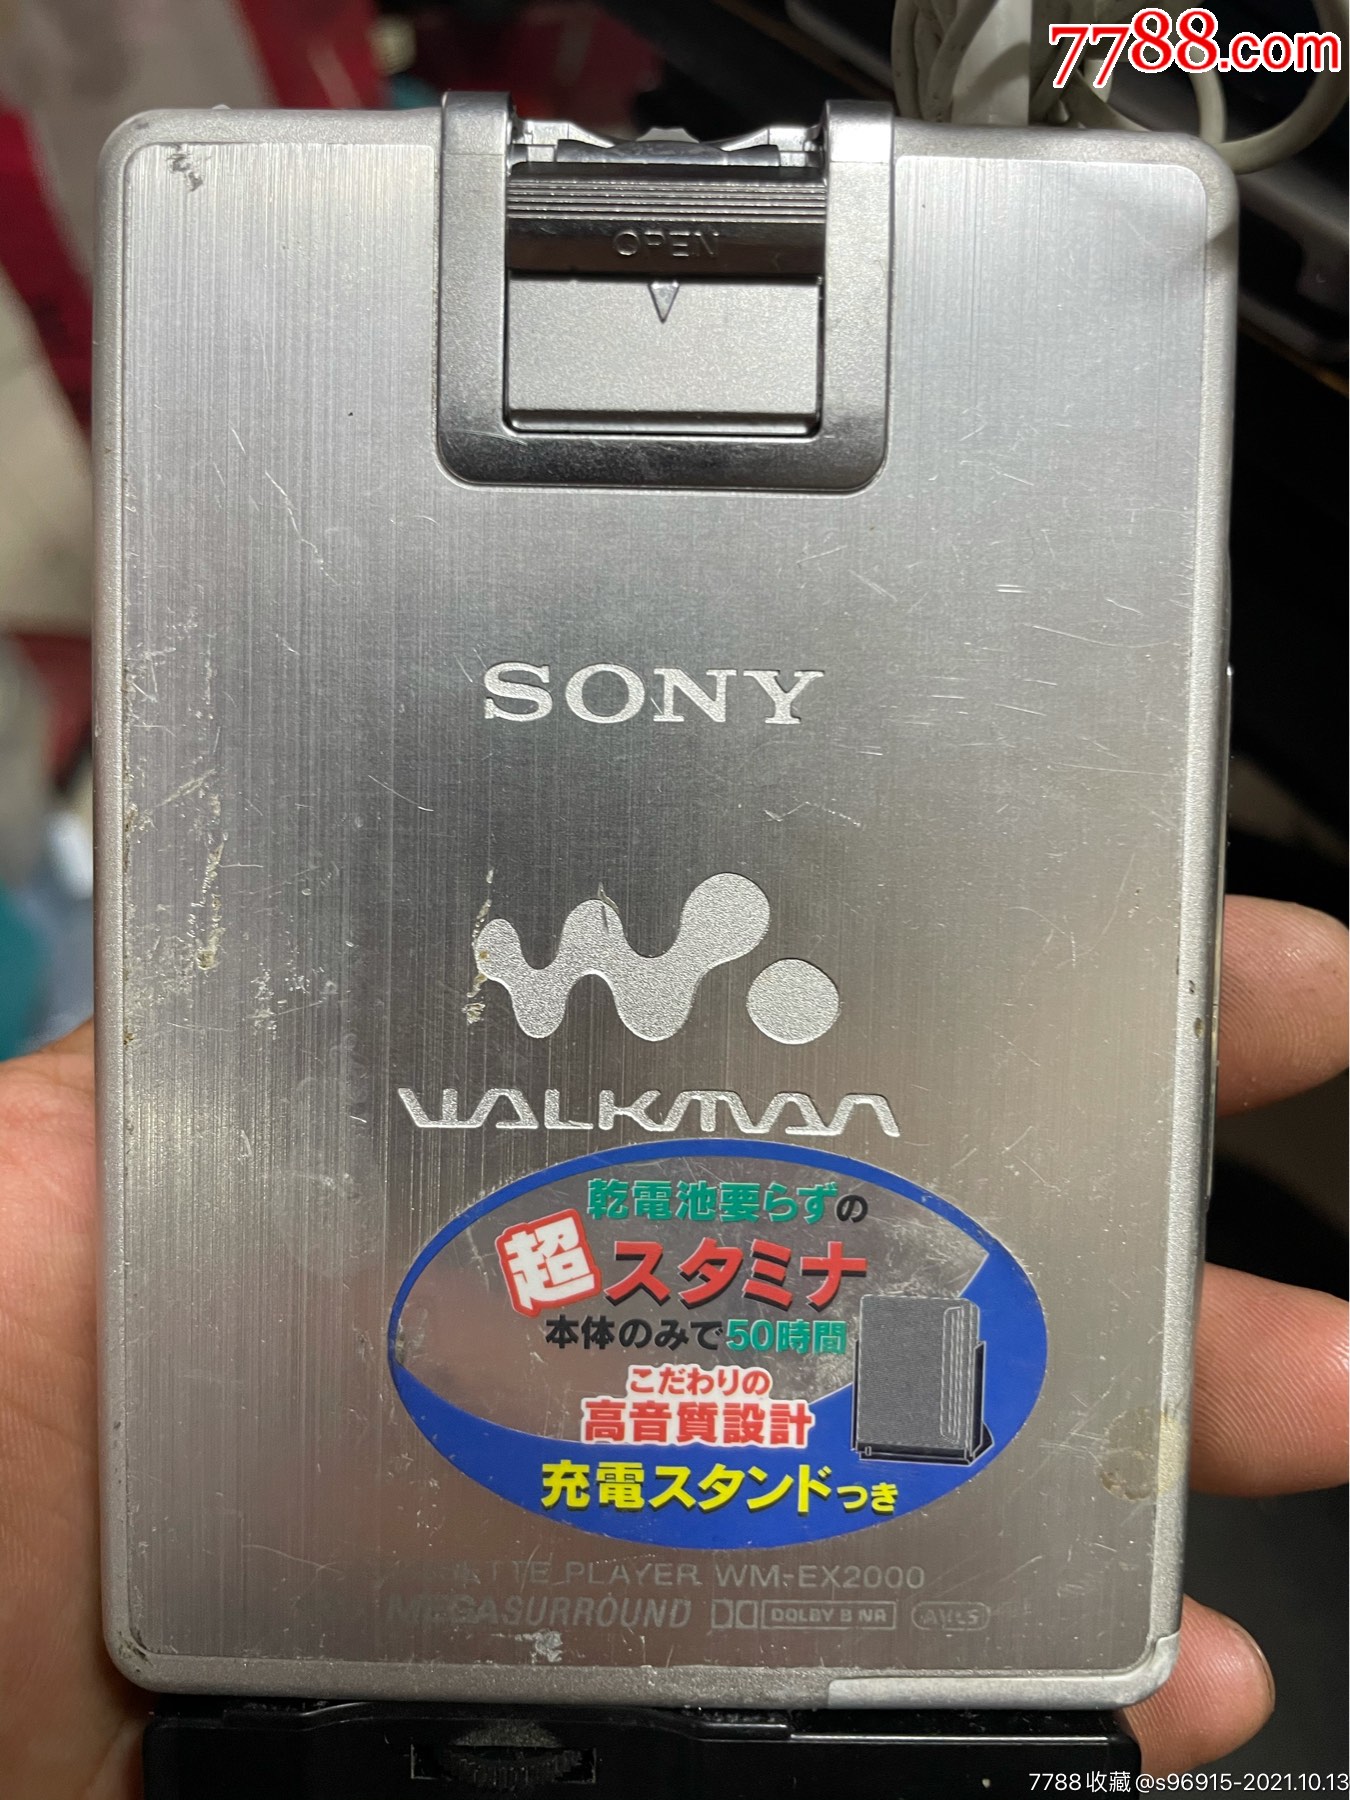 7788.com
OPEN
SONY
WALKMAN
乾電池要らずの
超スタミナ
本体のみで50時間
こだわりの
高音質設計
充電スタンドつき
PLAYER WM-EX2000
MEGASURROUND DOLBY B NR AVLS
7788收藏@s96915-2021.10.13